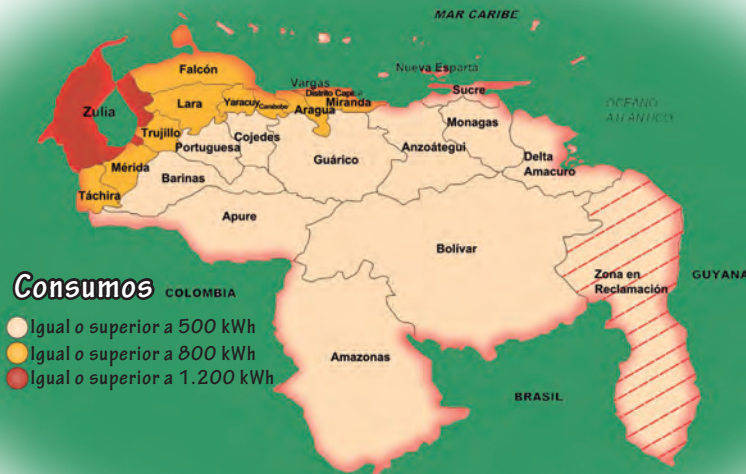 MAR CARIBE
Nueva Esparta
Falcón
Vargas
Distrito Capital
Sucre
Zulia
Lara
Yaracuy
Carabobo
Aragua
Miranda
OCEANO
ATLANTICO
Monagas
Trujillo
Cojedes
Portuguesa
Guárico
Anzoátegui
Delta
Amacuro
Mérida
Barinas
Táchira
Apure
Bolívar
Zona en
Reclamación
GUYANA
COLOMBIA
Amazonas
BRASIL
Consumos
Igual o superior a 500 kWh
Igual o superior a 800 kWh
Igual o superior a 1.200 kWh